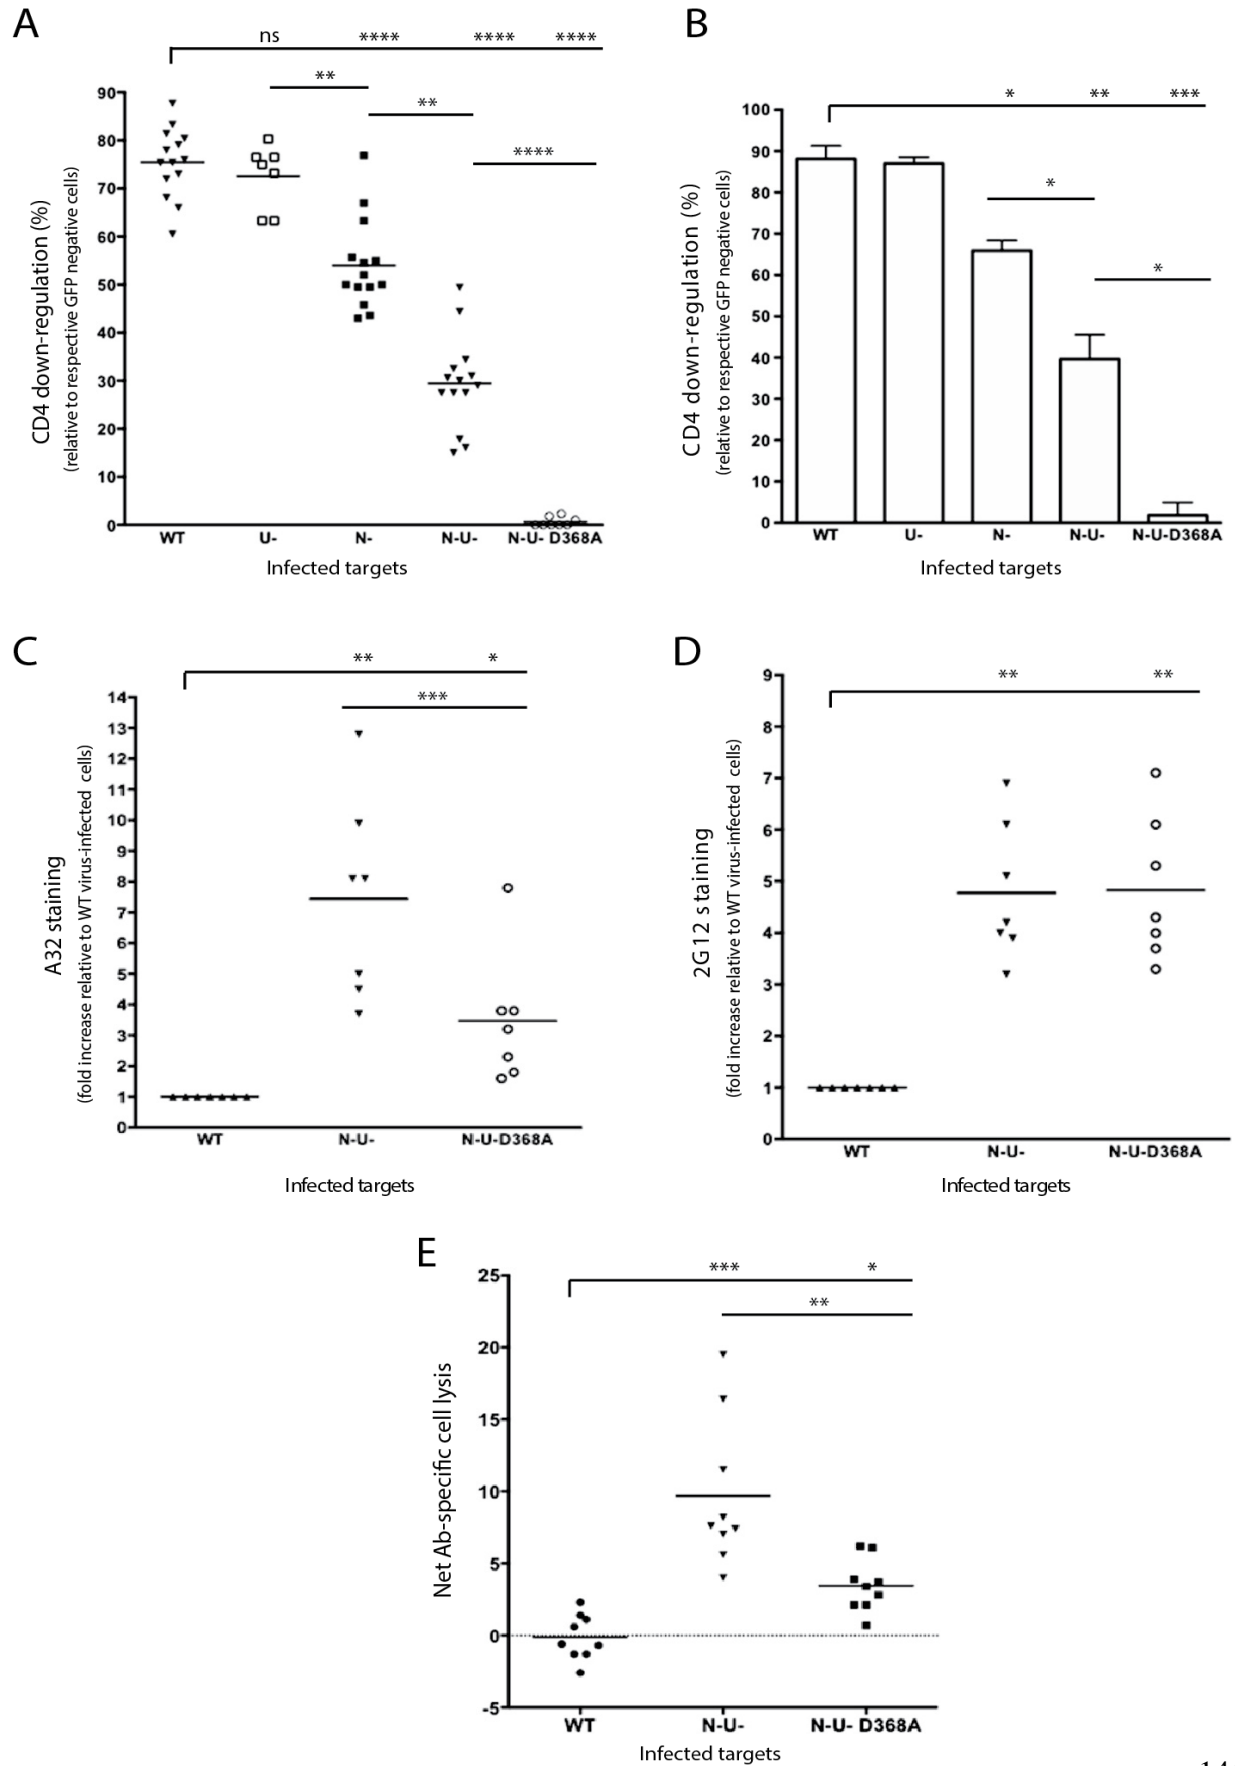 A
ns **** **** ****
**
**
****
90
80
70
60
50
40
30
20
10
0
CD4 down-regulation (%)
(relative to respective GFP negative cells)
WT U- N- N-U- N-U- D368A
Infected targets
B
* ** ***
*
*
100
90
80
70
60
50
40
30
20
10
0
CD4 down-regulation (%)
(relative to respective GFP negative cells)
WT U- N- N-U- N-U-D368A
Infected targets
C
** *
***
14
13
12
11
10
9
8
7
6
5
4
3
2
1
0
A32 staining
(fold increase relative to WT virus-infected cells)
WT N-U- N-U-D368A
Infected targets
D
** **
9
8
7
6
5
4
3
2
1
0
2G12 staining
(fold increase relative to WT virus-infected cells)
WT N-U- N-U-D368A
Infected targets
E
*** *
**
25
20
15
10
5
0
-5
Net Ab-specific cell lysis
WT N-U- N-U- D368A
Infected targets